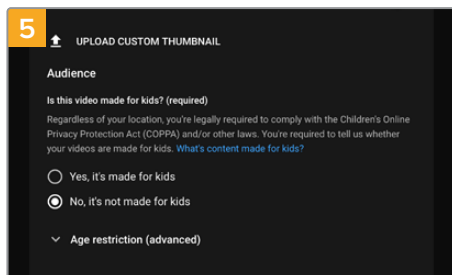 5
UPLOAD CUSTOM THUMBNAIL
Audience
Is this video made for kids? (required)
Regardless of your location, you're legally required to comply with the Children's Online
Privacy Protection Act (COPPA) and/or other laws. You're required to tell us whether
your videos are made for kids. What's content made for kids?
Yes, it's made for kids
No, it's not made for kids
Age restriction (advanced)